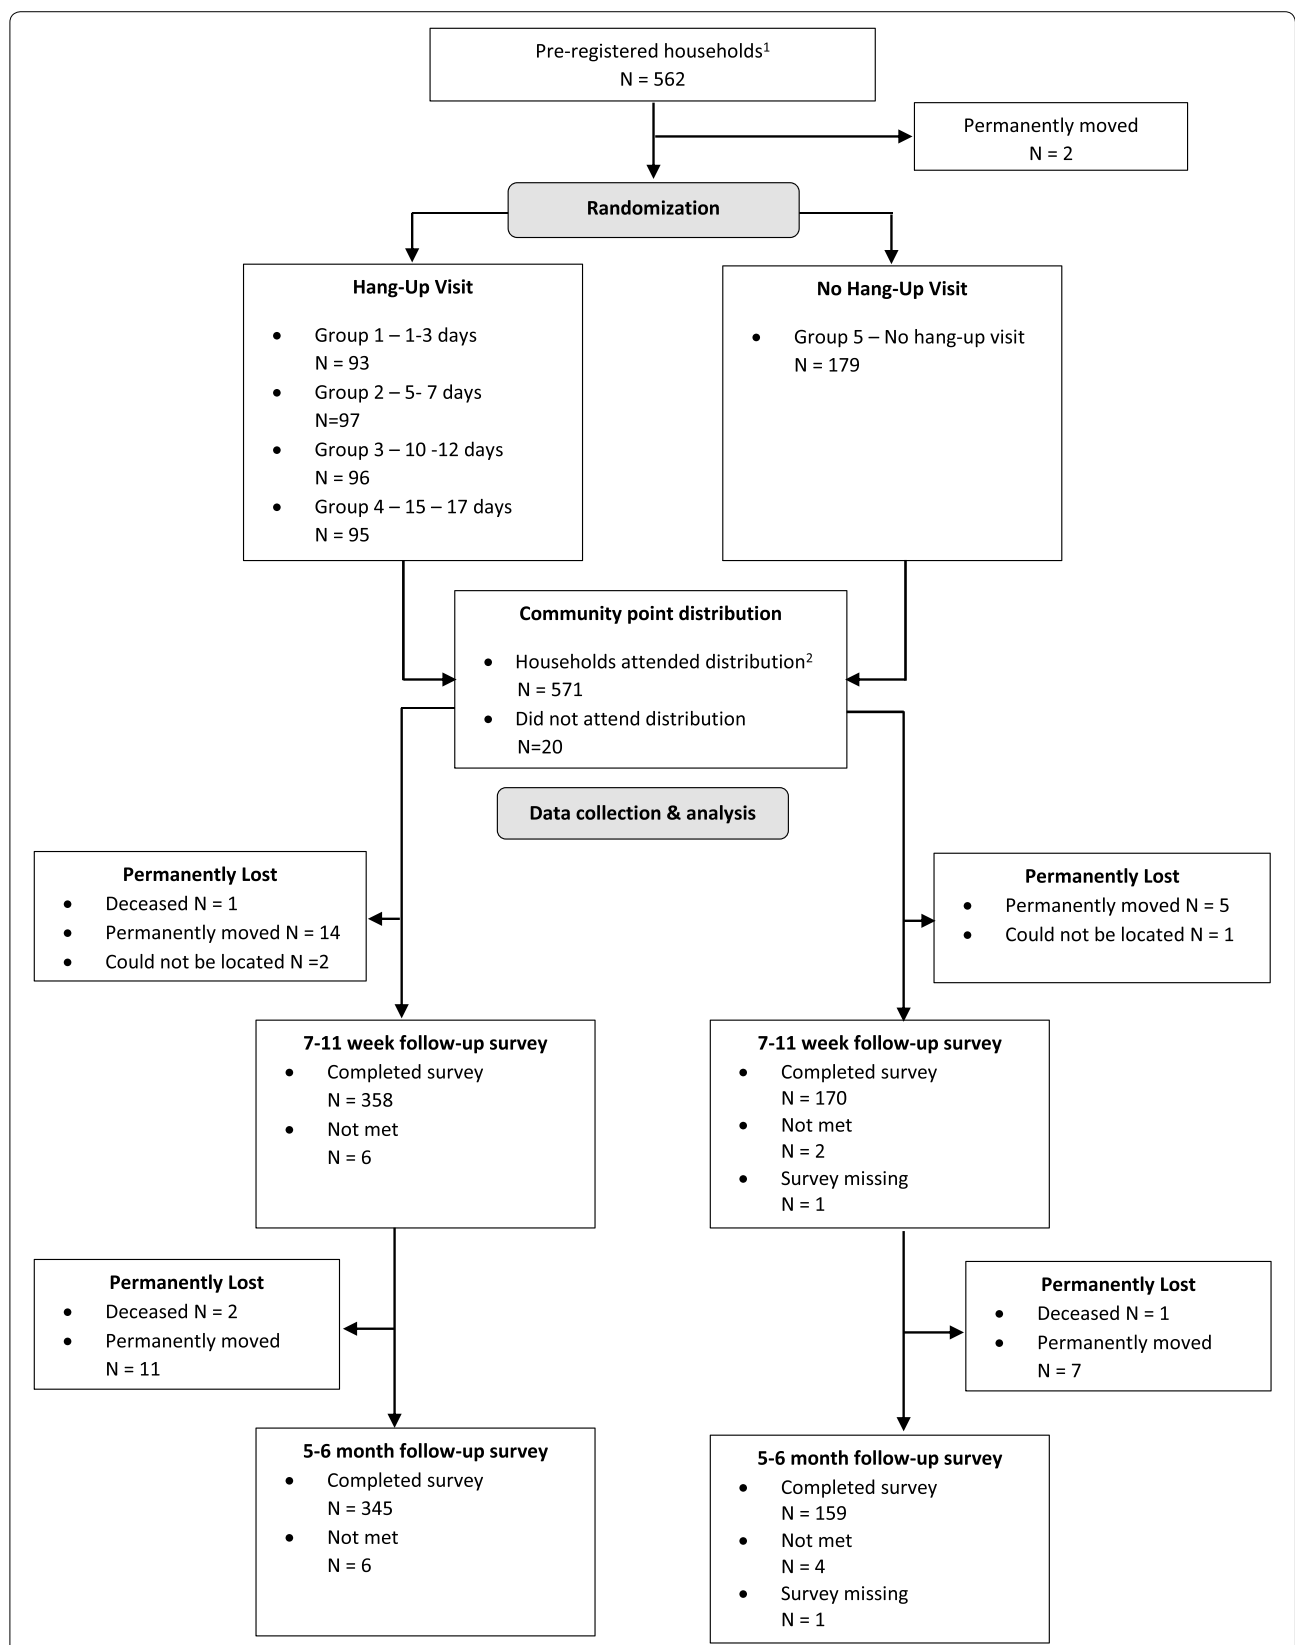 Pre-registered households¹
N = 562
Permanently moved
N = 2
Randomization
Hang-Up Visit
• Group 1 – 1-3 days
N = 93
• Group 2 – 5- 7 days
N=97
• Group 3 – 10 -12 days
N = 96
• Group 4 – 15 – 17 days
N = 95
No Hang-Up Visit
• Group 5 – No hang-up visit
N = 179
Community point distribution
• Households attended distribution²
N = 571
• Did not attend distribution
N=20
Data collection & analysis
Permanently Lost
• Deceased N = 1
• Permanently moved N = 14
• Could not be located N =2
Permanently Lost
• Permanently moved N = 5
• Could not be located N = 1
7-11 week follow-up survey
• Completed survey
N = 358
• Not met
N = 6
7-11 week follow-up survey
• Completed survey
N = 170
• Not met
N = 2
• Survey missing
N = 1
Permanently Lost
• Deceased N = 2
• Permanently moved
N = 11
Permanently Lost
• Deceased N = 1
• Permanently moved
N = 7
5-6 month follow-up survey
• Completed survey
N = 345
• Not met
N = 6
5-6 month follow-up survey
• Completed survey
N = 159
• Not met
N = 4
• Survey missing
N = 1